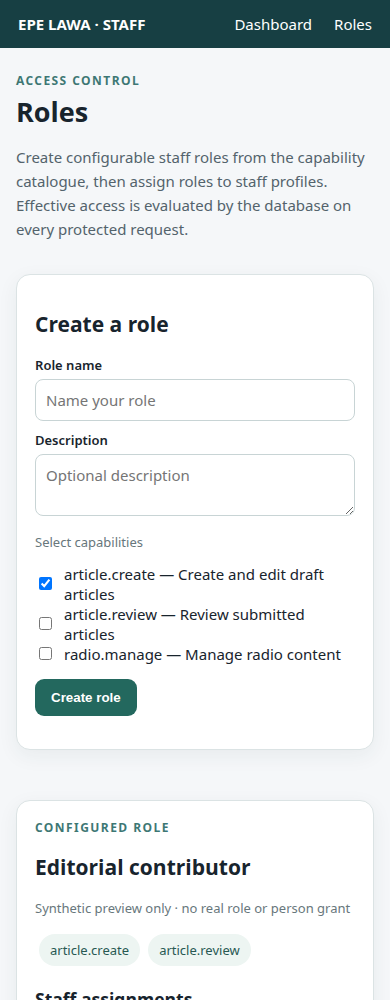 EPE LAWA · STAFF Dashboard Roles
ACCESS CONTROL
Roles
Create configurable staff roles from the capability
catalogue, then assign roles to staff profiles.
Effective access is evaluated by the database on
every protected request.
Create a role
Role name
Name your role
Description
Optional description
Select capabilities
article.create — Create and edit draft
articles
article.review — Review submitted
articles
radio.manage — Manage radio content
Create role
CONFIGURED ROLE
Editorial contributor
Synthetic preview only · no real role or person grant
article.create article.review
Staff assignments